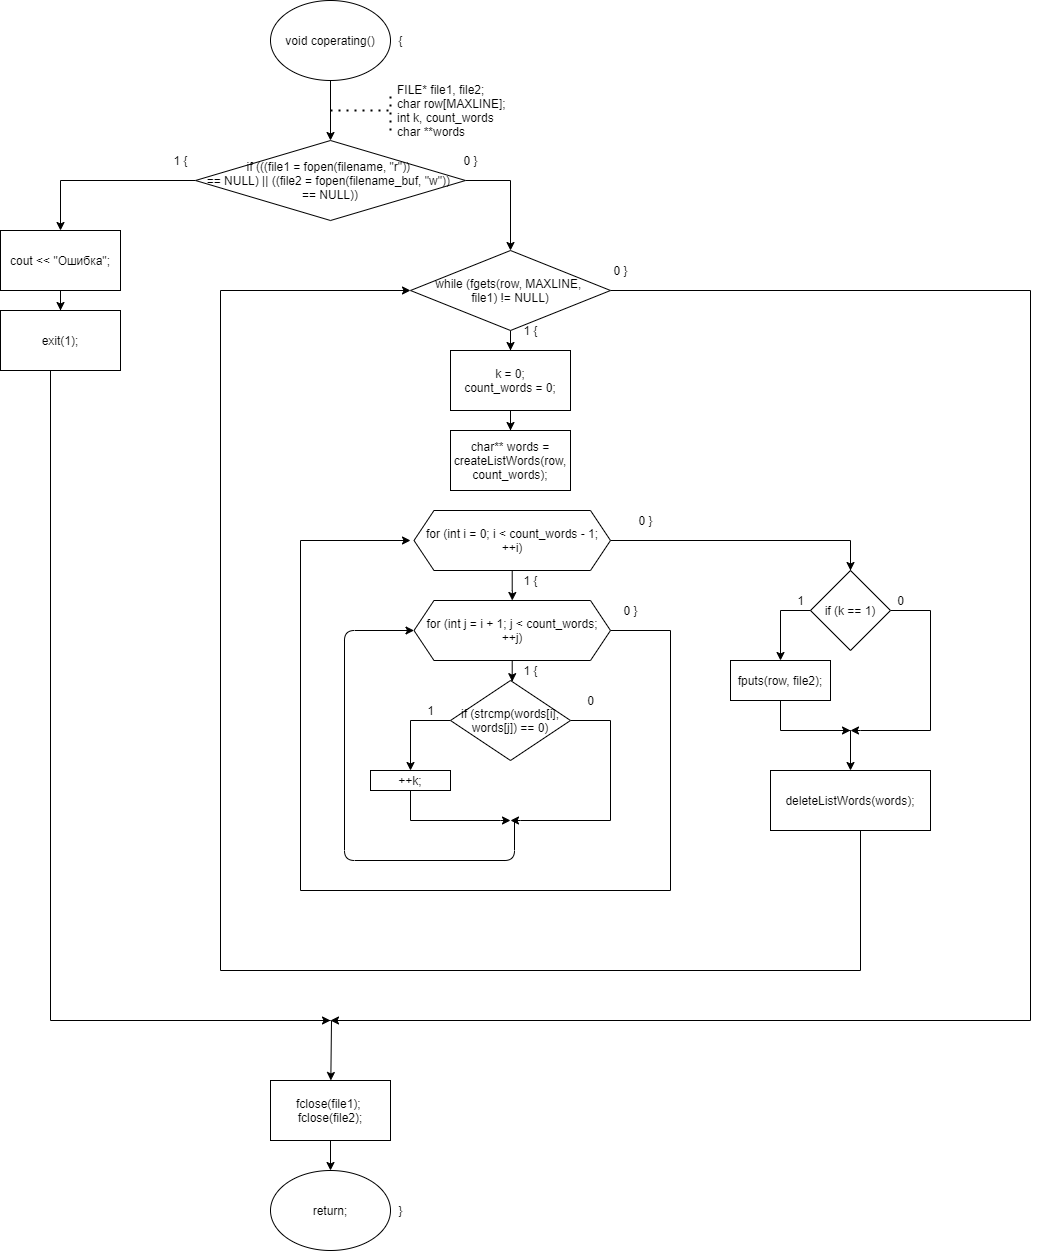 void coperating()
{
FILE* file1, file2;
char row[MAXLINE];
int k, count_words
char **words
1 {
if (((file1 = fopen(filename, "r"))
== NULL) || ((file2 = fopen(filename_buf, "w"))
== NULL))
0 }
cout << "Ошибка";
exit(1);
while (fgets(row, MAXLINE,
file1) != NULL)
0 }
1 {
k = 0;
count_words = 0;
char** words =
createListWords(row,
count_words);
for (int i = 0; i < count_words - 1;
++i)
0 }
1 {
for (int j = i + 1; j < count_words;
++j)
0 }
1 {
if (strcmp(words[i],
words[j]) == 0)
1
0
++k;
if (k == 1)
1
0
fputs(row, file2);
deleteListWords(words);
fclose(file1);
fclose(file2);
return;
}